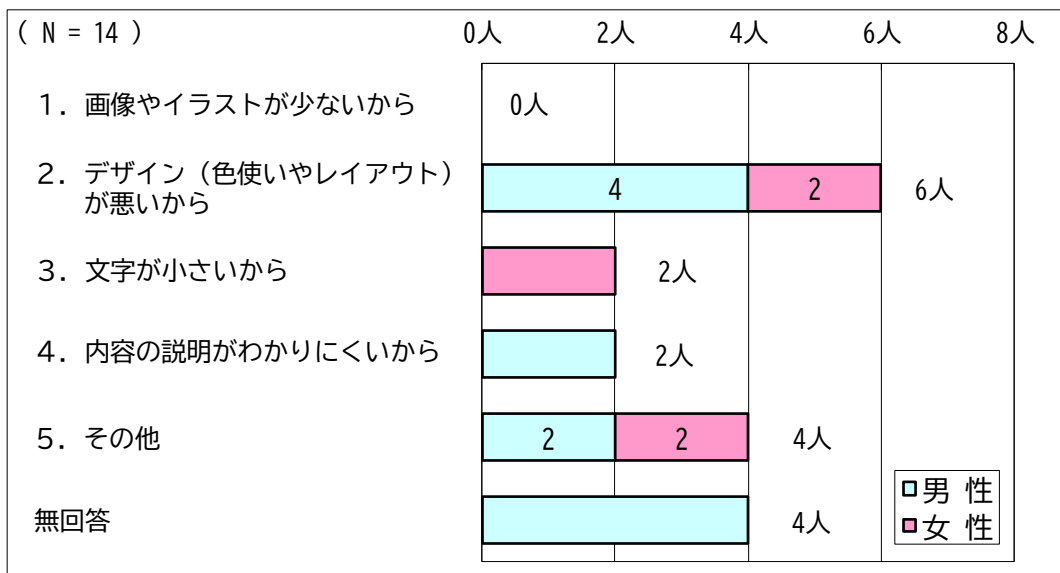 ( N = 14 )
0人 2人 4人 6人 8人
1．画像やイラストが少ないから 0人
2．デザイン（色使いやレイアウト）
が悪いから 4 2 6人
3．文字が小さいから 2人
4．内容の説明がわかりにくいから 2人
5．その他 2 2 4人
無回答 4人
男 性
女 性